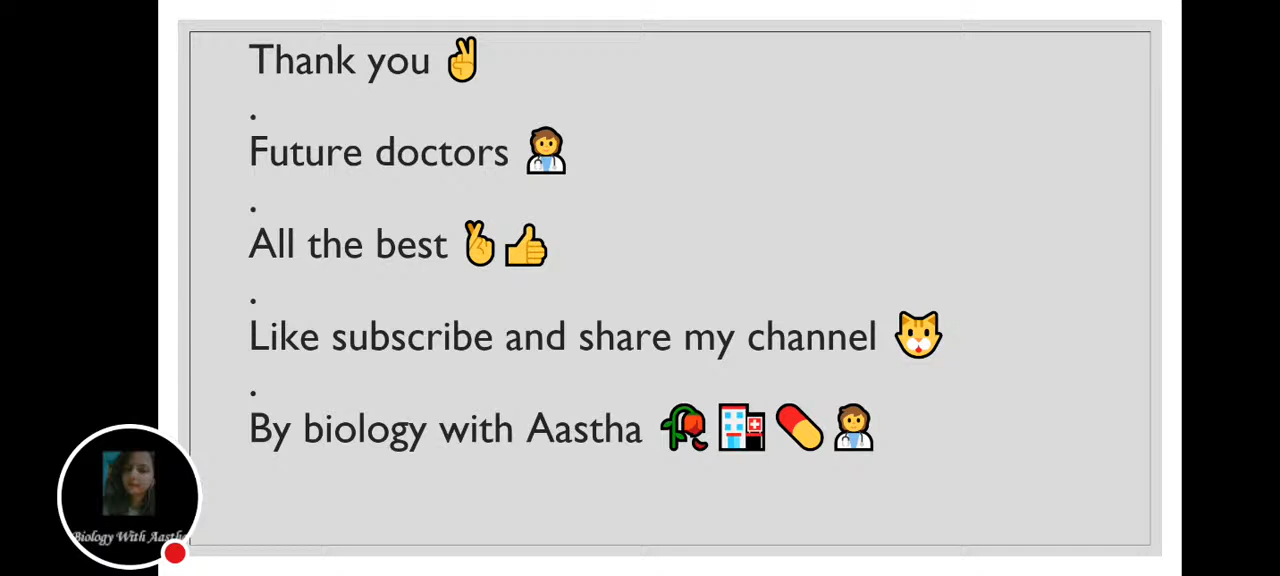 Thank you ✌️
.
Future doctors 👩‍⚕️
.
All the best 🤞👍
.
Like subscribe and share my channel 🐱
.
By biology with Aastha 🥀🏥💊👩‍⚕️
Biology With Aastha